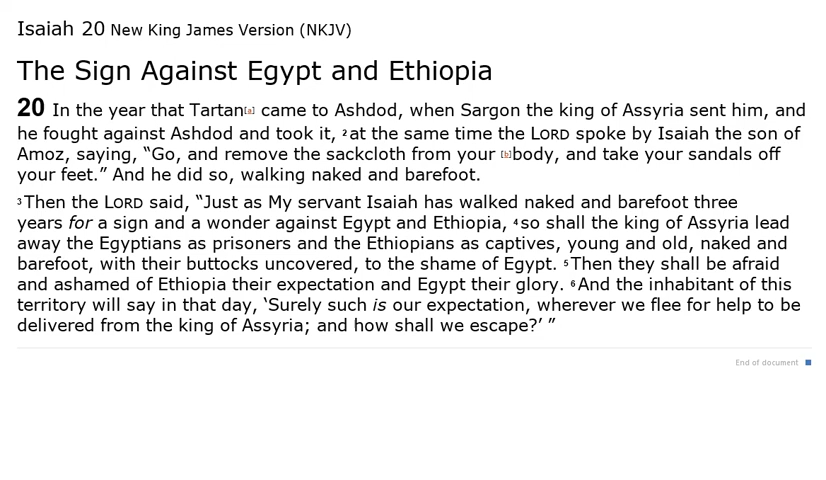 Isaiah 20 New King James Version (NKJV)
The Sign Against Egypt and Ethiopia
20 In the year that Tartan[a] came to Ashdod, when Sargon the king of Assyria sent him, and
he fought against Ashdod and took it, 2 at the same time the LORD spoke by Isaiah the son of
Amoz, saying, “Go, and remove the sackcloth from your [b]body, and take your sandals off
your feet.” And he did so, walking naked and barefoot.
3 Then the LORD said, “Just as My servant Isaiah has walked naked and barefoot three
years for a sign and a wonder against Egypt and Ethiopia, 4 so shall the king of Assyria lead
away the Egyptians as prisoners and the Ethiopians as captives, young and old, naked and
barefoot, with their buttocks uncovered, to the shame of Egypt. 5 Then they shall be afraid
and ashamed of Ethiopia their expectation and Egypt their glory. 6 And the inhabitant of this
territory will say in that day, ‘Surely such is our expectation, wherever we flee for help to be
delivered from the king of Assyria; and how shall we escape?’ ”
End of document